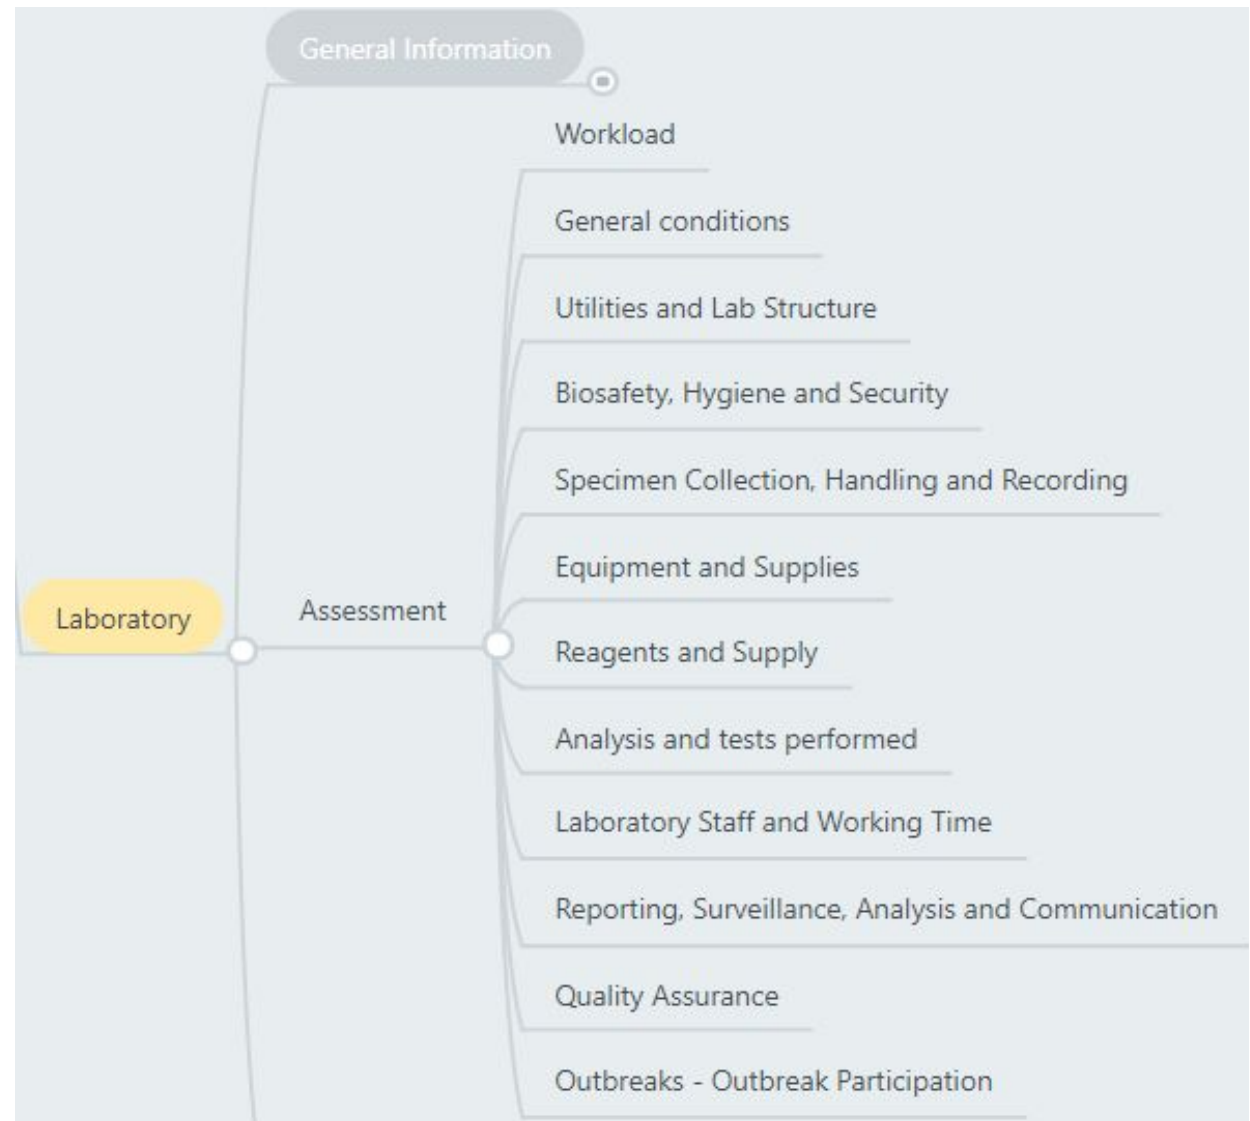 General Information
Workload
General conditions
Utilities and Lab Structure
Biosafety, Hygiene and Security
Specimen Collection, Handling and Recording
Equipment and Supplies
Laboratory
Assessment
Reagents and Supply
Analysis and tests performed
Laboratory Staff and Working Time
Reporting, Surveillance, Analysis and Communication
Quality Assurance
Outbreaks - Outbreak Participation